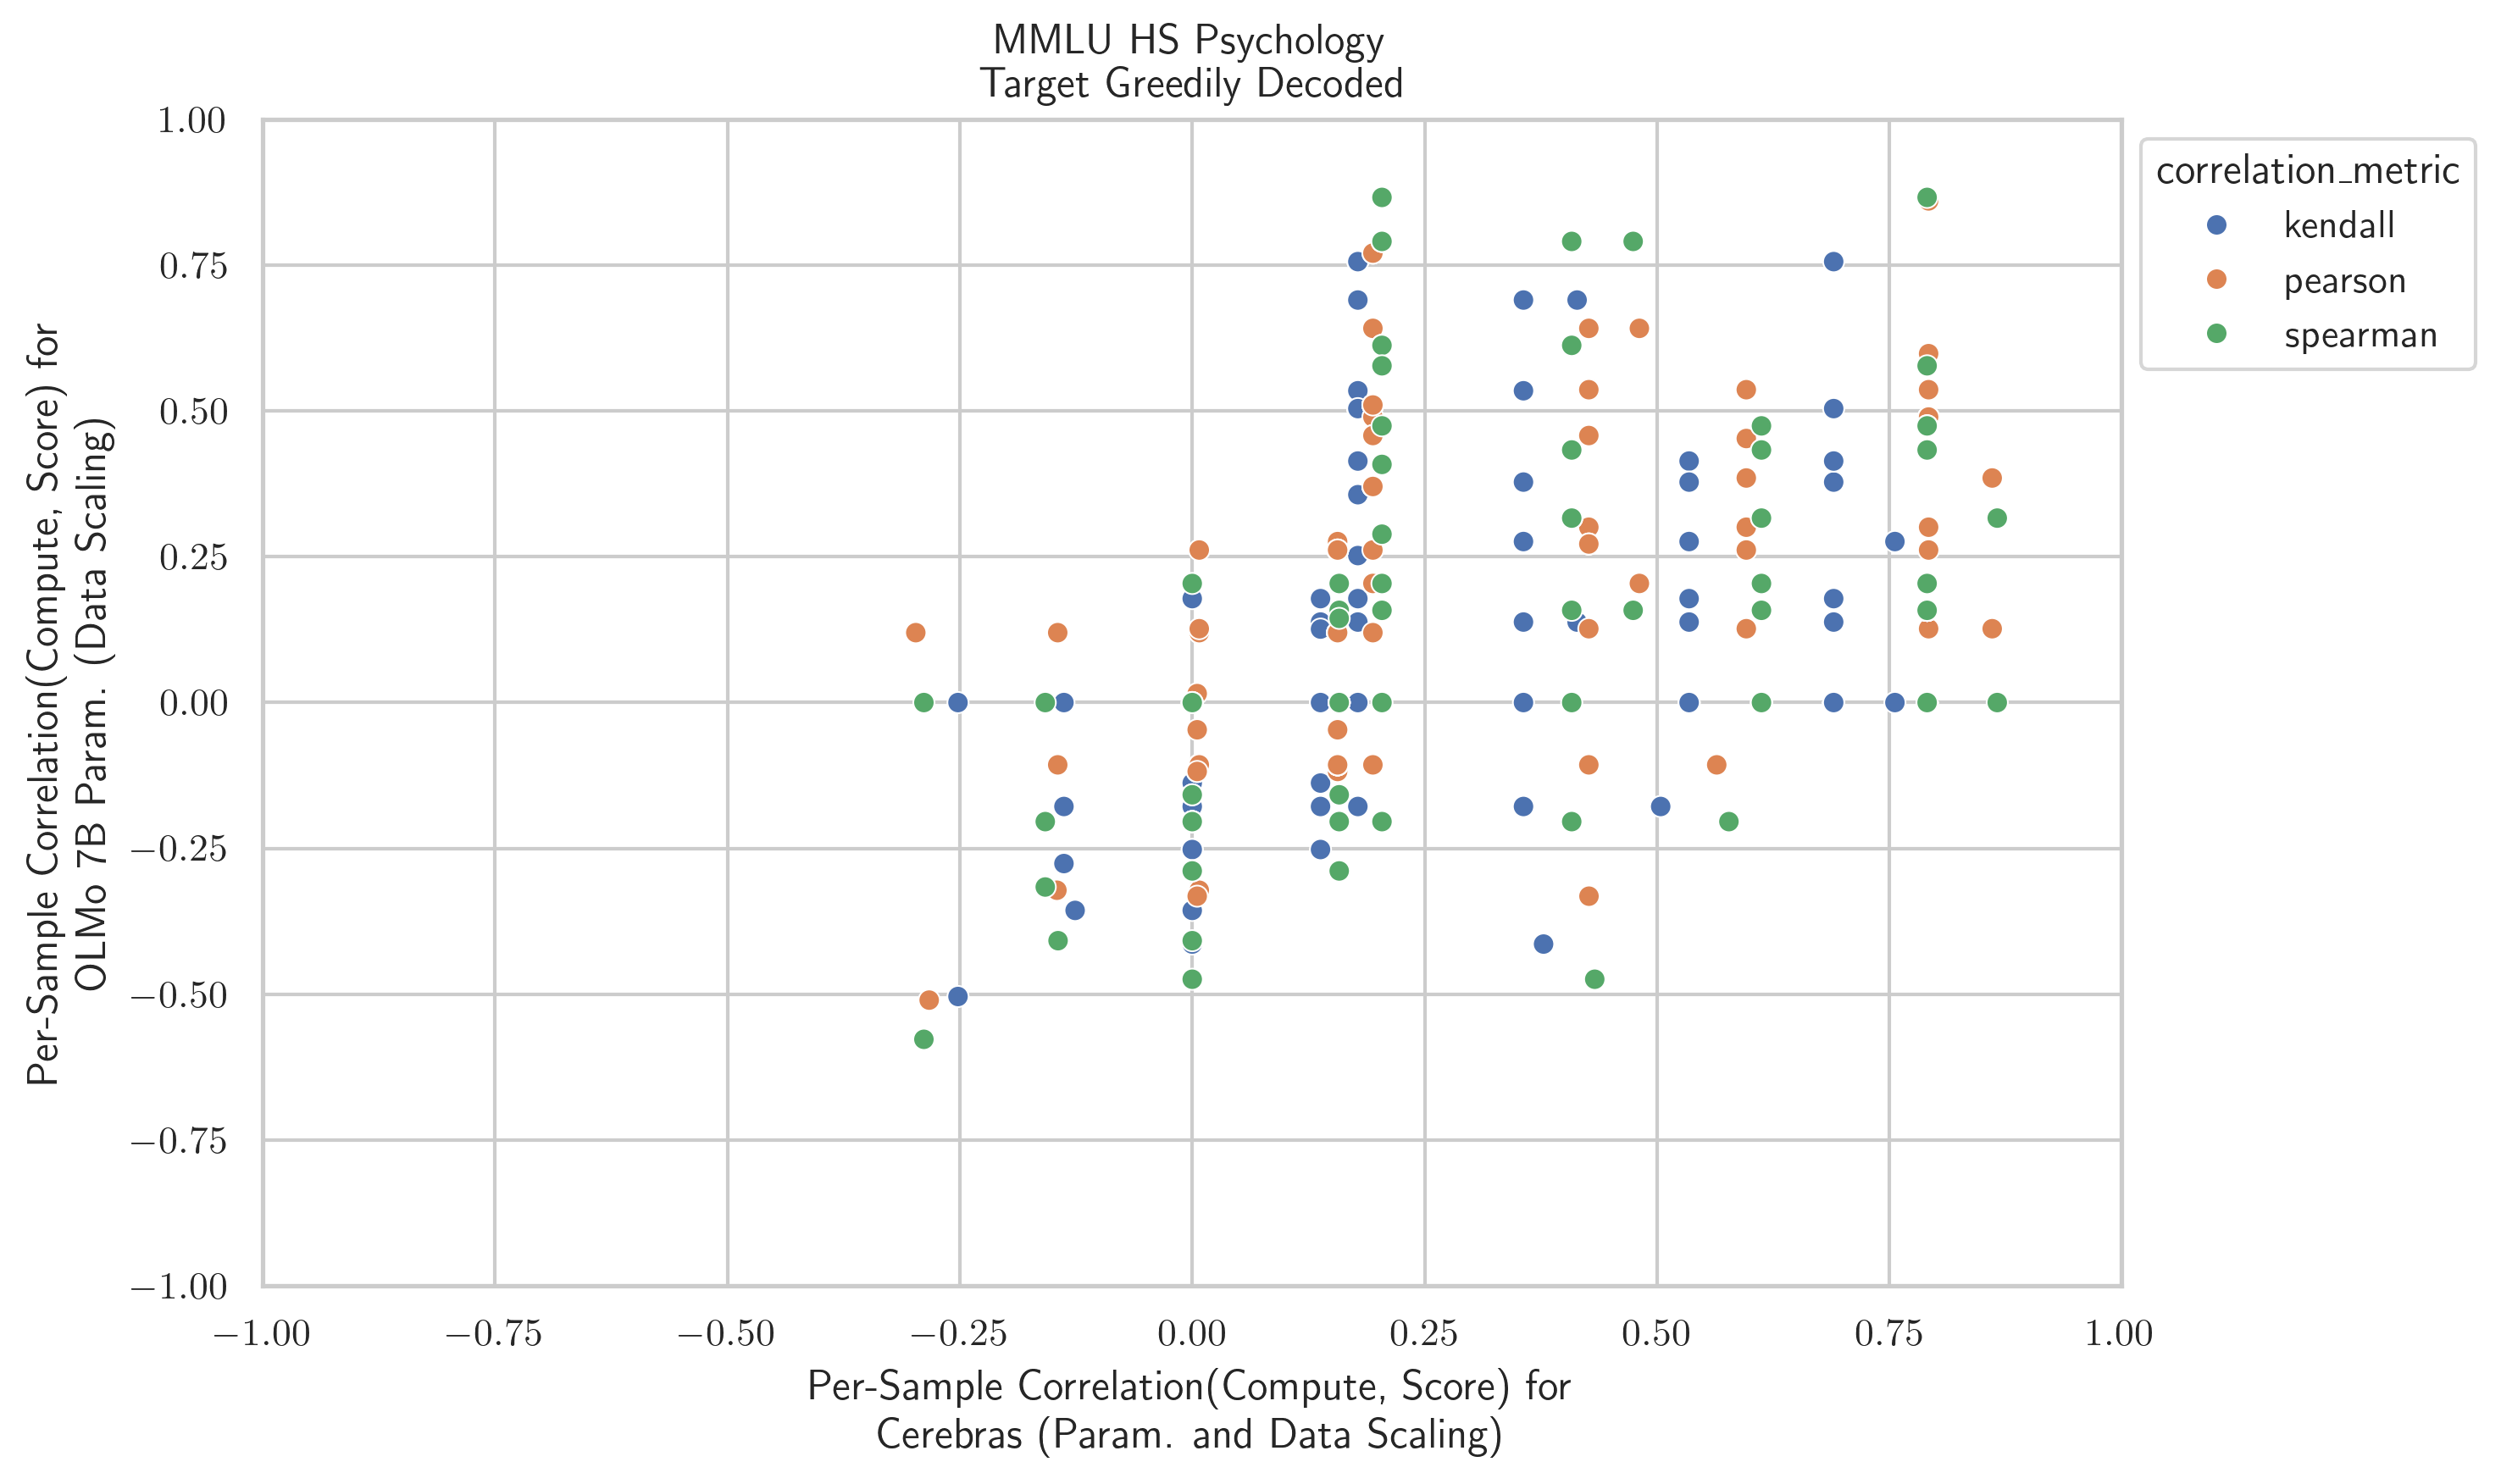 MMLU HS Psychology
Target Greedily Decoded
1.00
0.75
0.50
0.25
0.00
−0.25
−0.50
−0.75
−1.00
Per-Sample Correlation(Compute, Score) for
OLMo 7B Param. (Data Scaling)
correlation_metric
kendall
pearson
spearman
−1.00 −0.75 −0.50 −0.25 0.00 0.25 0.50 0.75 1.00
Per-Sample Correlation(Compute, Score) for
Cerebras (Param. and Data Scaling)